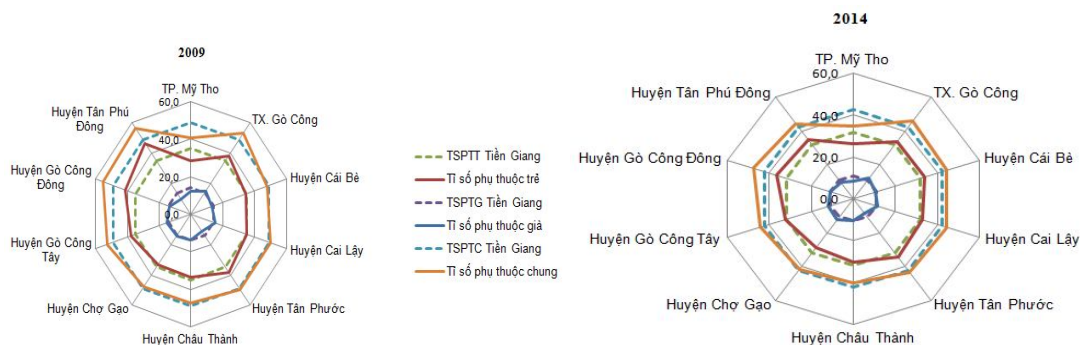 2009
TP. Mỹ Tho
60,0
TX. Gò Công
Huyện Tân Phú
Đông
40,0
Huyện Gò Công
Đông
20,0
Huyện Cái Bè
0,0
Huyện Gò Công
Tây
Huyện Cai Lậy
Huyện Chợ Gạo
Huyện Tân Phước
Huyện Châu Thành
TSPTT Tiền Giang
Tỉ số phụ thuộc trẻ
TSPTG Tiền Giang
Tỉ số phụ thuộc già
TSPTC Tiền Giang
Tỉ số phụ thuộc chung
2014
TP. Mỹ Tho
60,0
Huyện Tân Phú Đông
TX. Gò Công
40,0
Huyện Gò Công Đông
20,0
Huyện Cái Bè
0,0
Huyện Gò Công Tây
Huyện Cai Lậy
Huyện Chợ Gạo
Huyện Tân Phước
Huyện Châu Thành